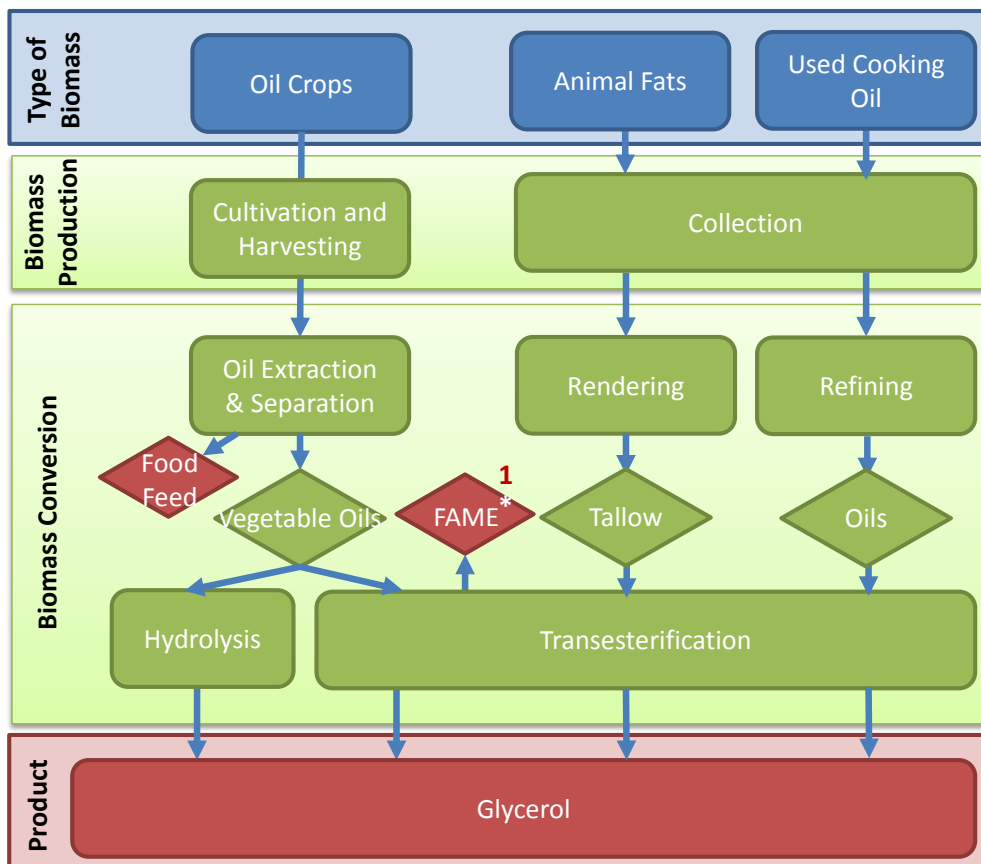 Type of
Biomass
Oil Crops
Animal Fats
Used Cooking
Oil
Biomass
Production
Cultivation and
Harvesting
Collection
Biomass Conversion
Oil Extraction
& Separation
Rendering
Refining
Food
Feed
Vegetable Oils
FAME*
1
Tallow
Oils
Hydrolysis
Transesterification
Product
Glycerol